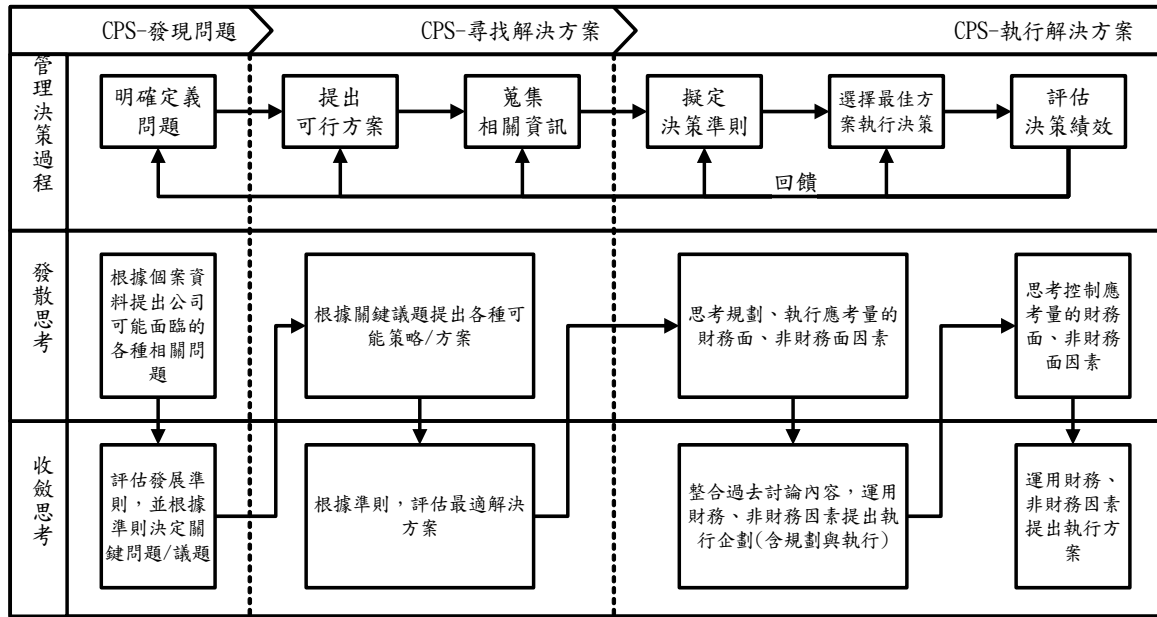 CPS-發現問題
CPS-尋找解決方案
CPS-執行解決方案
管理決策過程
明確定義
問題
提出
可行方案
蒐集
相關資訊
擬定
決策準則
選擇最佳方
案執行決策
評估
決策績效
回饋
發散思考
根據個案資
料提出公司
可能面臨的
各種相關問
題
根據關鍵議題提出各種可
能策略/方案
思考規劃、執行應考量的
財務面、非財務面因素
思考控制應
考量的財務
面、非財務
面因素
收斂思考
評估發展準
則，並根據
準則決定關
鍵問題/議題
根據準則，評估最適解決
方案
整合過去討論內容，運用
財務、非財務因素提出執
行企劃(含規劃與執行)
運用財務、
非財務因素
提出執行方
案